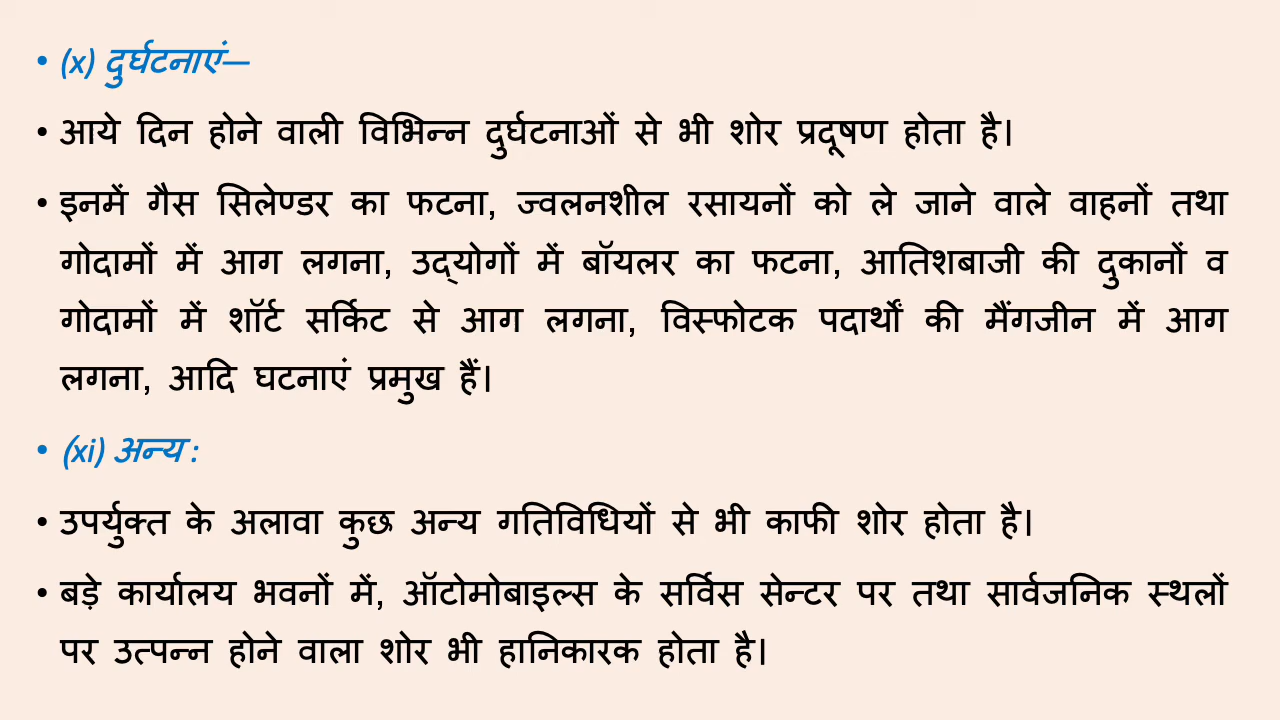 • (x) दुर्घटनाएं—
• आये दिन होने वाली विभिन्न दुर्घटनाओं से भी शोर प्रदूषण होता है।
• इनमें गैस सिलेण्डर का फटना, ज्वलनशील रसायनों को ले जाने वाले वाहनों तथा
गोदामों में आग लगना, उद्‌योगों में बॉयलर का फटना, आतिशबाजी की दुकानों व
गोदामों में शॉर्ट सर्किट से आग लगना, विस्फोटक पदार्थों की मैंगजीन में आग
लगना, आदि घटनाएं प्रमुख हैं।
• (xi) अन्य :
• उपर्युक्त के अलावा कुछ अन्य गतिविधियों से भी काफी शोर होता है।
• बड़े कार्यालय भवनों में, ऑटोमोबाइल्स के सर्विस सेन्टर पर तथा सार्वजनिक स्थलों
पर उत्पन्न होने वाला शोर भी हानिकारक होता है।